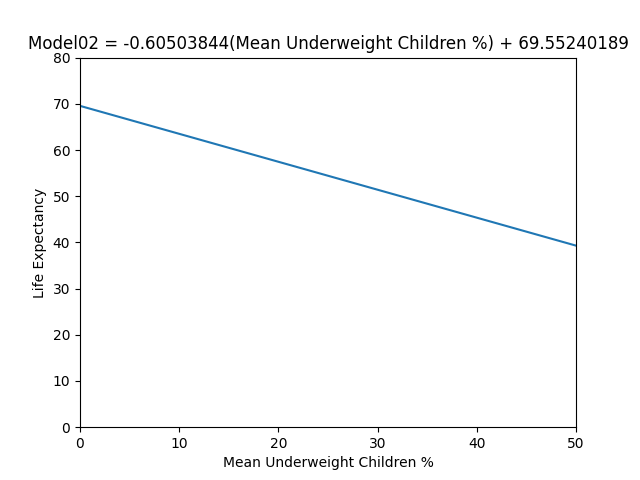 Model02 = -0.60503844(Mean Underweight Children %) + 69.55240189
80
70
60
50
40
30
20
10
0
Life Expectancy
0 10 20 30 40 50
Mean Underweight Children %